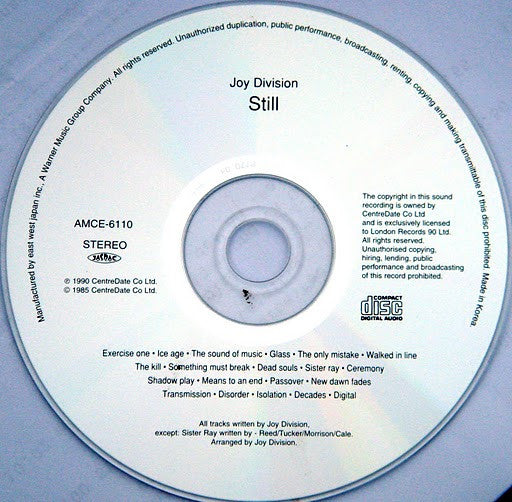 Manufactured by east west japan inc., A Warner Music Group Company. All rights reserved. Unauthorized duplication, public performance, broadcasting, renting, copying and making transmittable of this disc prohibited. Made in Korea.
Joy Division
Still
AMCE-6110
STEREO
JASRAC
℗ 1990 CentreDate Co Ltd.
© 1985 CentreDate Co Ltd.
The copyright in this sound
recording is owned by
CentreDate Co Ltd
and is exclusively licensed
to London Records 90 Ltd.
All rights reserved.
Unauthorised copying,
hiring, lending, public
performance and broadcasting
of this record prohibited.
COMPACT
disc
DIGITAL AUDIO
Exercise one • Ice age • The sound of music • Glass • The only mistake • Walked in line
The kill • Something must break • Dead souls • Sister ray • Ceremony
Shadow play • Means to an end • Passover • New dawn fades
Transmission • Disorder • Isolation • Decades • Digital
All tracks written by Joy Division,
except: Sister Ray written by - Reed/Tucker/Morrison/Cale.
Arranged by Joy Division.